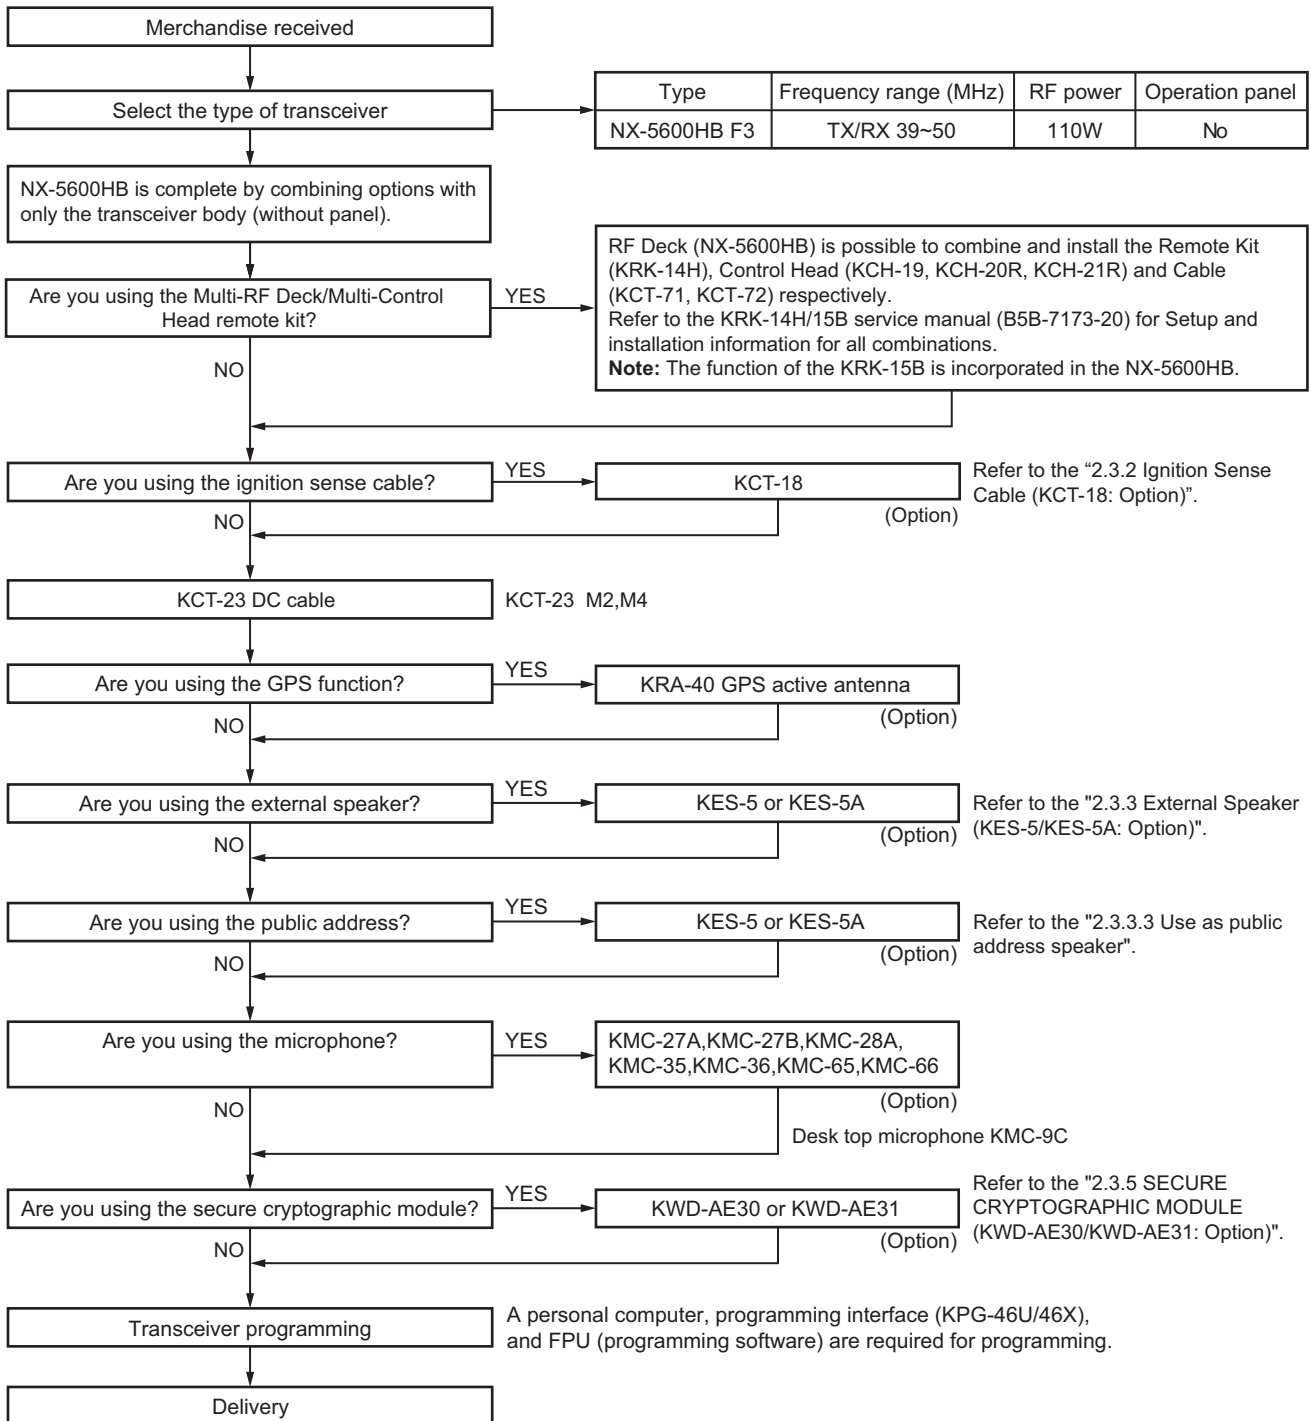 Merchandise received
Select the type of transceiver
Type Frequency range (MHz) RF power Operation panel
NX-5600HB F3 TX/RX 39~50 110W No
NX-5600HB is complete by combining options with
only the transceiver body (without panel).
Are you using the Multi-RF Deck/Multi-Control
Head remote kit?
YES
RF Deck (NX-5600HB) is possible to combine and install the Remote Kit
(KRK-14H), Control Head (KCH-19, KCH-20R, KCH-21R) and Cable
(KCT-71, KCT-72) respectively.
Refer to the KRK-14H/15B service manual (B5B-7173-20) for Setup and
installation information for all combinations.
Note: The function of the KRK-15B is incorporated in the NX-5600HB.
NO
Are you using the ignition sense cable?
YES
KCT-18
(Option)
Refer to the “2.3.2 Ignition Sense
Cable (KCT-18: Option)”.
NO
KCT-23 DC cable
KCT-23 M2,M4
Are you using the GPS function?
YES
KRA-40 GPS active antenna
(Option)
NO
Are you using the external speaker?
YES
KES-5 or KES-5A
(Option)
Refer to the "2.3.3 External Speaker
(KES-5/KES-5A: Option)".
NO
Are you using the public address?
YES
KES-5 or KES-5A
(Option)
Refer to the "2.3.3.3 Use as public
address speaker".
NO
Are you using the microphone?
YES
KMC-27A,KMC-27B,KMC-28A,
KMC-35,KMC-36,KMC-65,KMC-66
(Option)
Desk top microphone KMC-9C
NO
Are you using the secure cryptographic module?
YES
KWD-AE30 or KWD-AE31
(Option)
Refer to the "2.3.5 SECURE
CRYPTOGRAPHIC MODULE
(KWD-AE30/KWD-AE31: Option)".
NO
Transceiver programming
A personal computer, programming interface (KPG-46U/46X),
and FPU (programming software) are required for programming.
Delivery